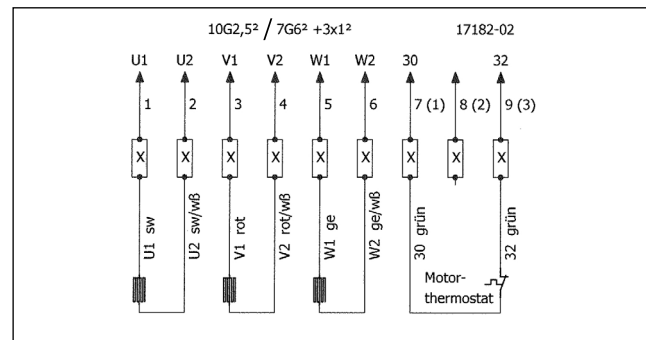 10G2,5² / 7G6² +3x1² 17182-02
U1 U2 V1 V2 W1 W2 30 32
1 2 3 4 5 6 7 (1) 8 (2) 9 (3)
X X X X X X X X X
U1 sw
U2 sw/wß
V1 rot
V2 rot/wß
W1 ge
W2 ge/wß
30 grün
32 grün
Motor-
thermostat